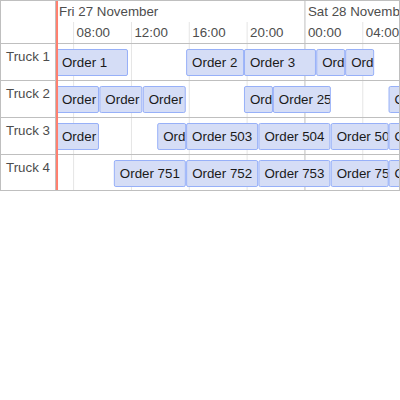 Fri 27 November Sat 28 Novemb
08:00 12:00 16:00 20:00 00:00 04:00
Truck 1 Order 1 Order 2 Order 3 Ord Ord
Truck 2 Order Order Order Ord Order 25
Truck 3 Order Ord Order 503 Order 504 Order 50
Truck 4 Order 751 Order 752 Order 753 Order 75